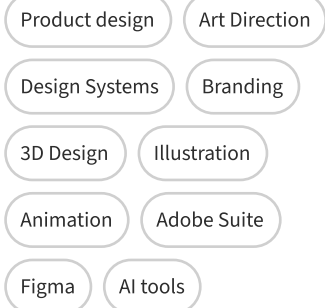 Product design Art Direction
Design Systems Branding
3D Design Illustration
Animation Adobe Suite
Figma AI tools